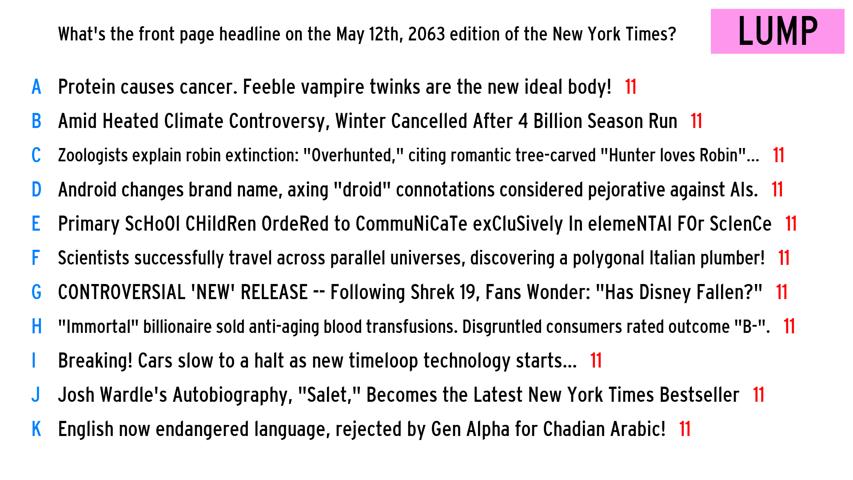 What's the front page headline on the May 12th, 2063 edition of the New York Times?
LUMP
A Protein causes cancer. Feeble vampire twinks are the new ideal body! 11
B Amid Heated Climate Controversy, Winter Cancelled After 4 Billion Season Run 11
C Zoologists explain robin extinction: "Overhunted," citing romantic tree-carved "Hunter loves Robin"... 11
D Android changes brand name, axing "droid" connotations considered pejorative against AIs. 11
E Primary ScHoOl CHildRen OrdeRed to CommuNiCaTe exCluSively In elemeNTAl FOr ScIenCe 11
F Scientists successfully travel across parallel universes, discovering a polygonal Italian plumber! 11
G CONTROVERSIAL 'NEW' RELEASE -- Following Shrek 19, Fans Wonder: "Has Disney Fallen?" 11
H "Immortal" billionaire sold anti-aging blood transfusions. Disgruntled consumers rated outcome "B-". 11
I Breaking! Cars slow to a halt as new timeloop technology starts... 11
J Josh Wardle's Autobiography, "Salet," Becomes the Latest New York Times Bestseller 11
K English now endangered language, rejected by Gen Alpha for Chadian Arabic! 11